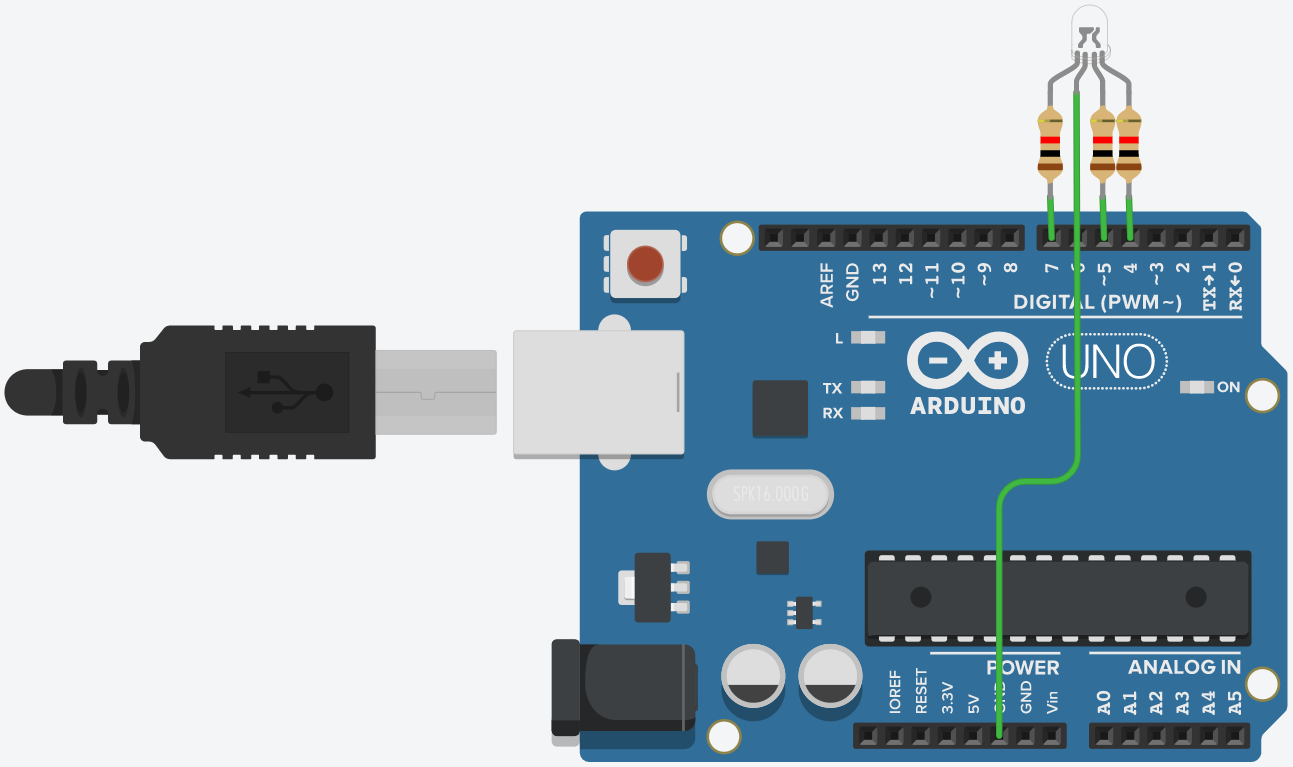 AREF
GND
13
12
~11
~10
~9
8
7
6
~5
4
~3
2
TX→1
RX←0
DIGITAL (PWM ~)
L
TX
RX
UNO
ARDUINO
ON
SPK16.000G
POWER
ANALOG IN
IOREF
RESET
3.3V
5V
GND
GND
Vin
A0
A1
A2
A3
A4
A5